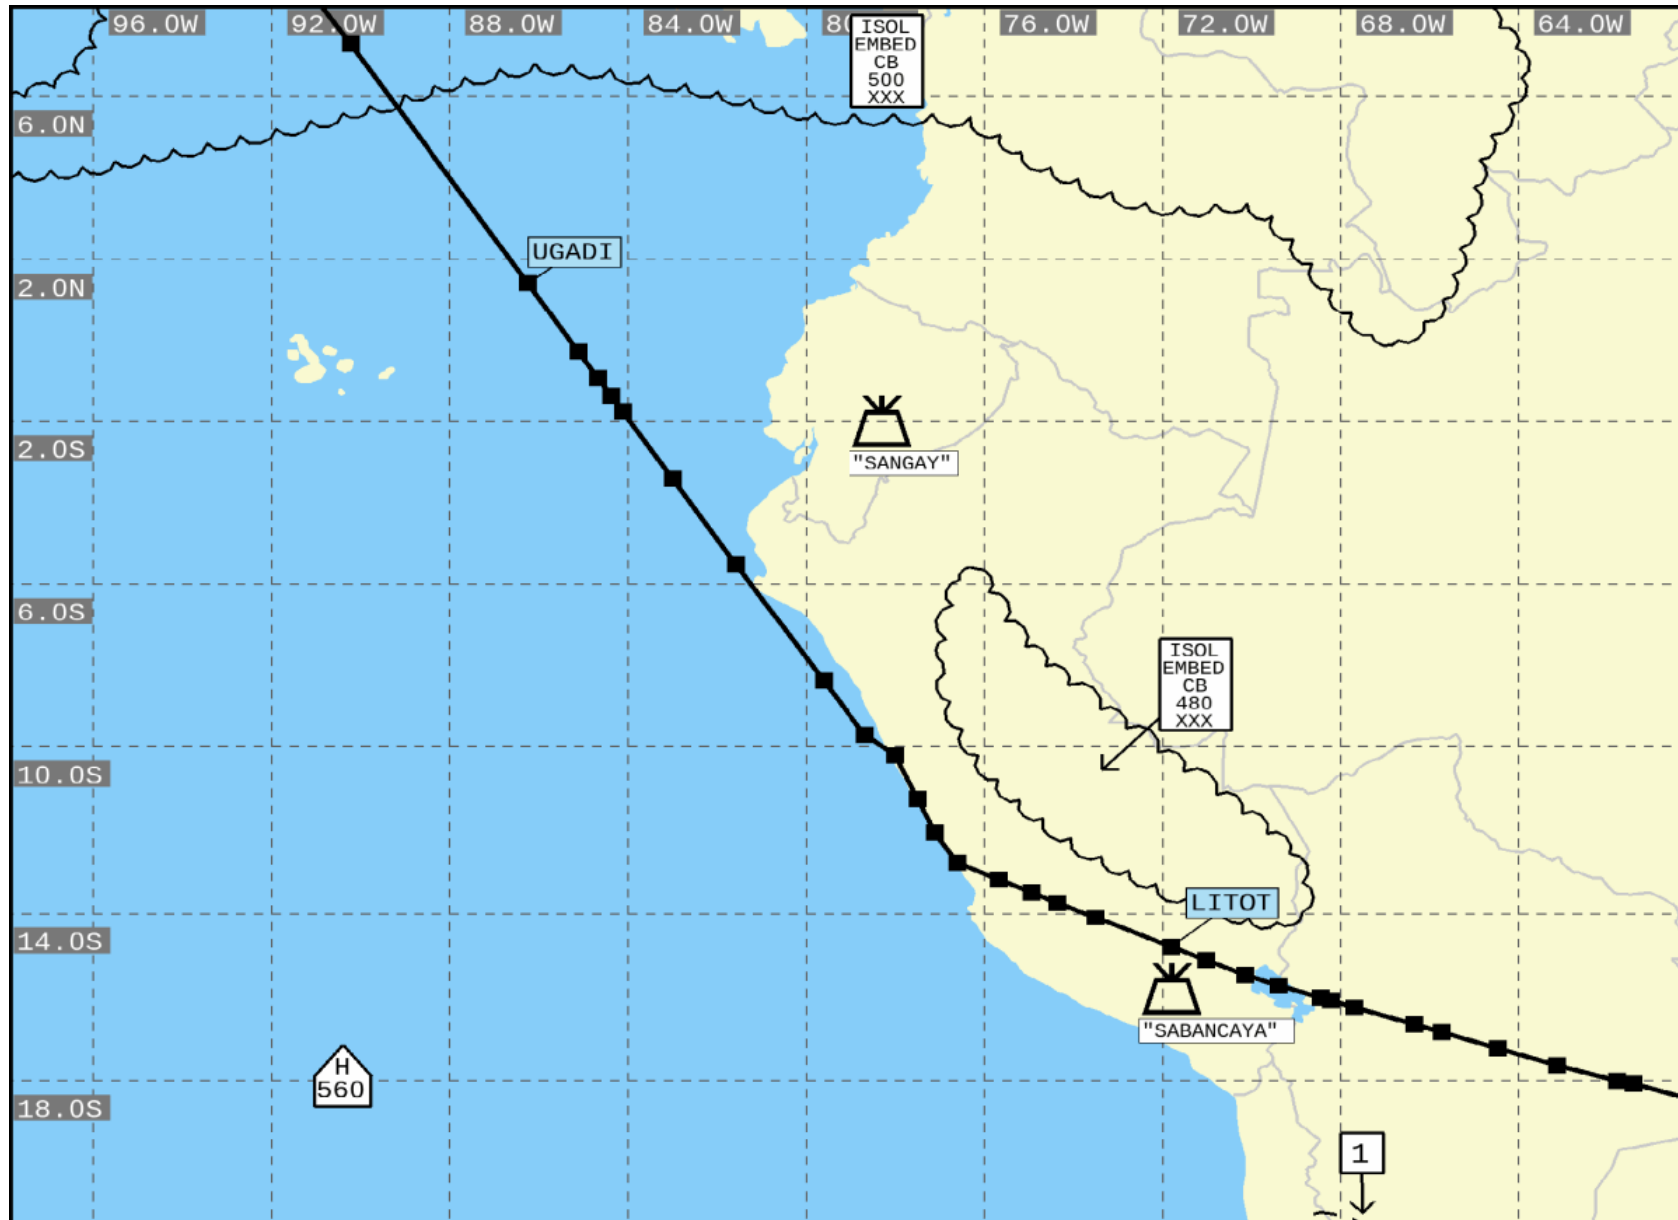 96.0W
92.0W
88.0W
84.0W
80
76.0W
72.0W
68.0W
64.0W
ISOL
EMBED
CB
500
XXX
6.0N
UGADI
2.0N
2.0S
"SANGAY"
6.0S
ISOL
EMBED
CB
480
XXX
10.0S
LITOT
14.0S
"SABANCAYA"
H
560
18.0S
1